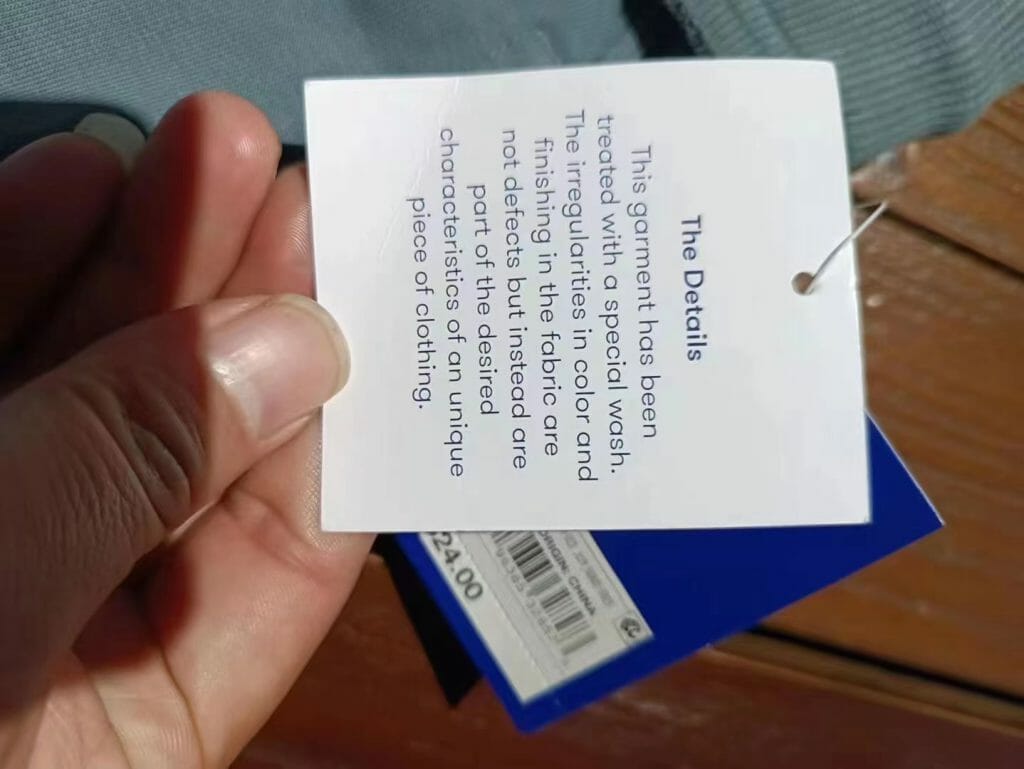 The Details
This garment has been
treated with a special wash.
The irregularities in color and
finishing in the fabric are
not defects but instead are
part of the desired
characteristics of an unique
piece of clothing.
ORIGIN: CHINA
24.00